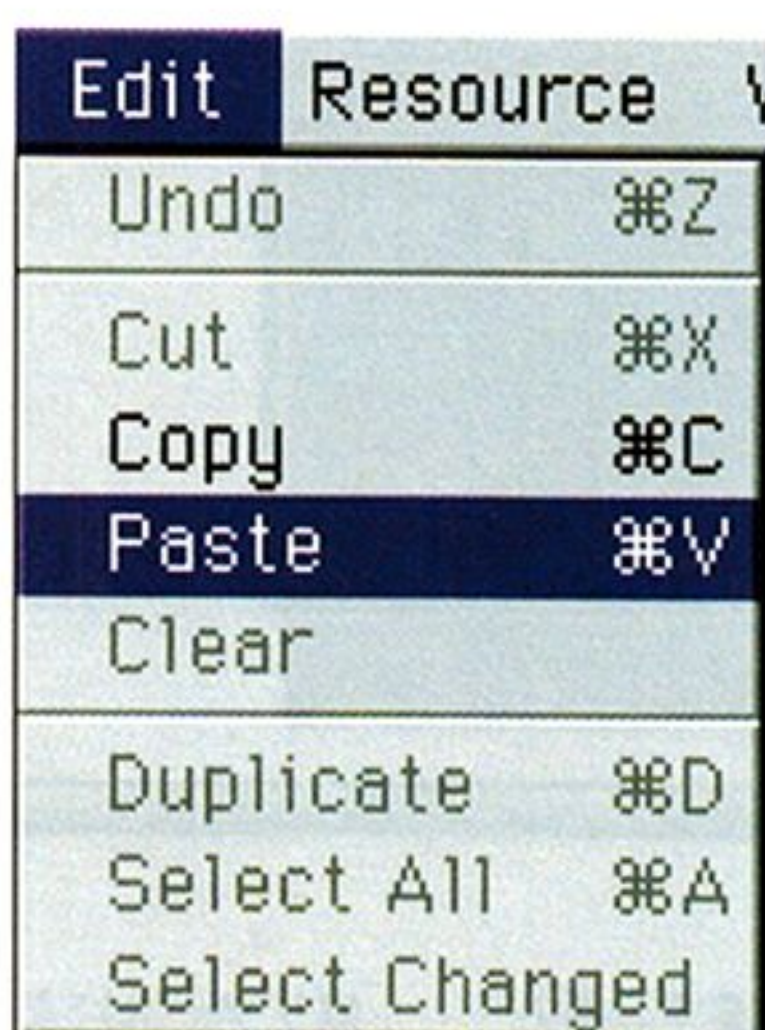 Edit Resource
Undo ⌘Z
Cut ⌘X
Copy ⌘C
Paste ⌘V
Clear
Duplicate ⌘D
Select All ⌘A
Select Changed